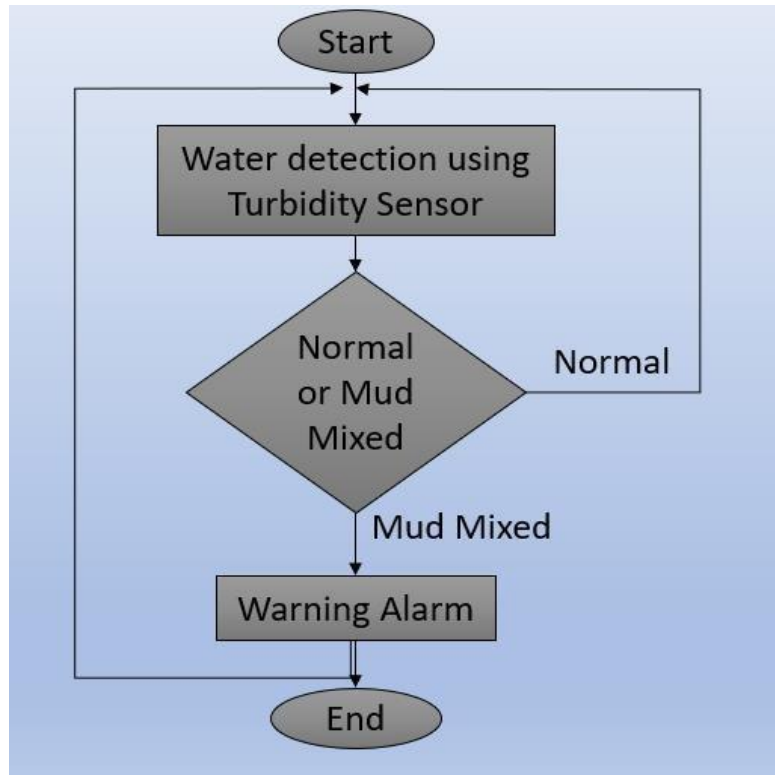 Start
Water detection using
Turbidity Sensor
Normal
or Mud
Mixed
Normal
Mud Mixed
Warning Alarm
End